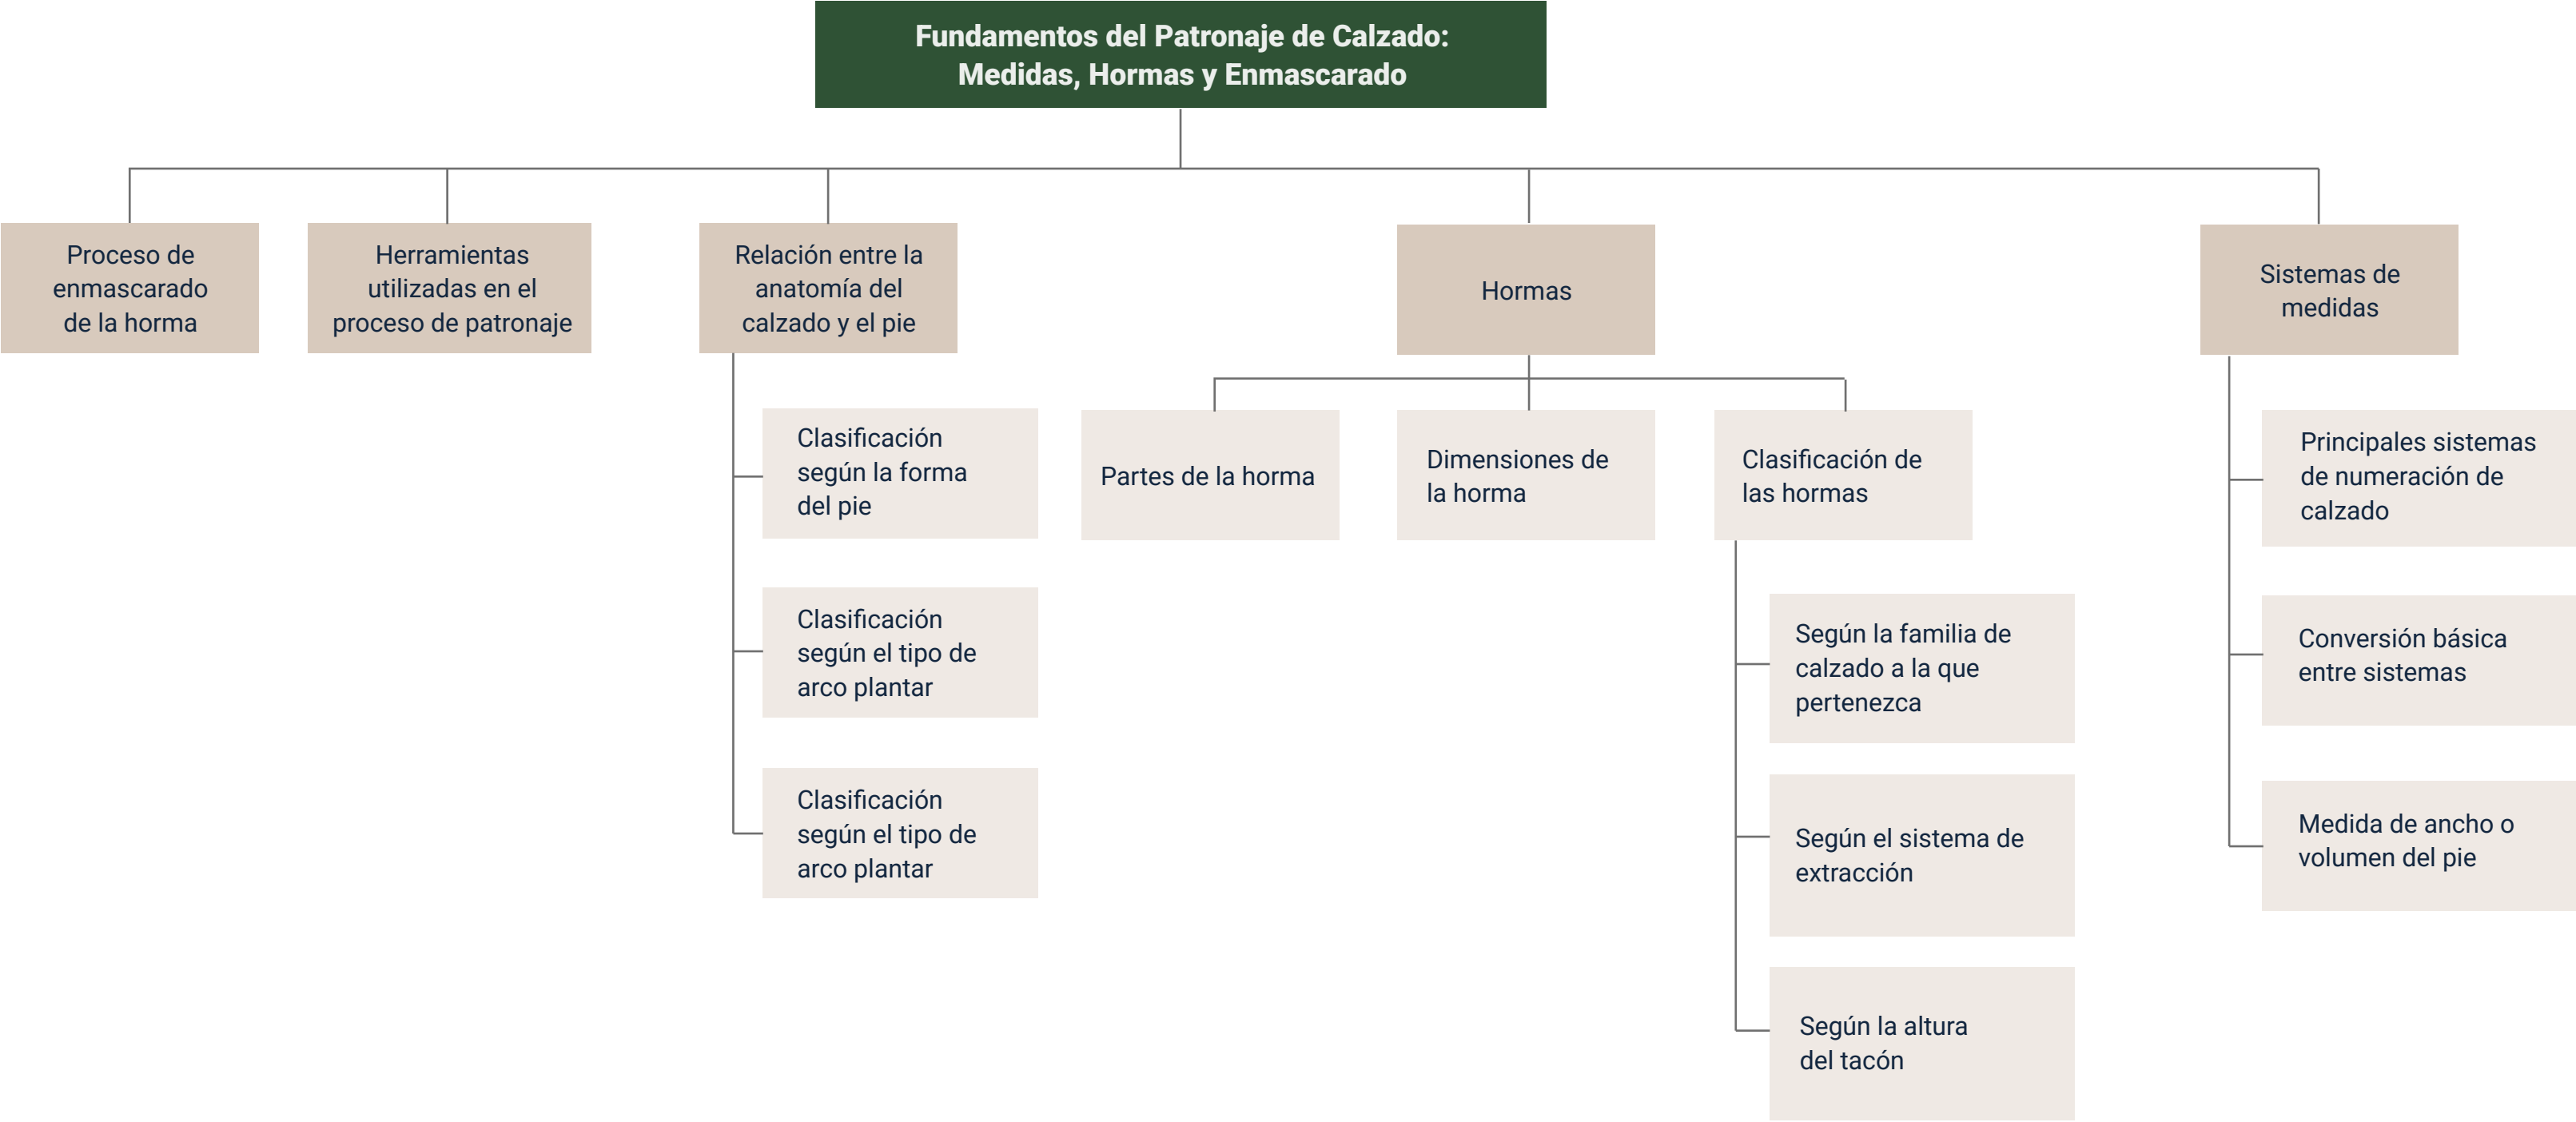 Fundamentos del Patronaje de Calzado:
Medidas, Hormas y Enmascarado
Proceso de
enmascarado
de la horma
Herramientas
utilizadas en el
proceso de patronaje
Relación entre la
anatomía del
calzado y el pie
Clasificación
según la forma
del pie
Clasificación
según el tipo de
arco plantar
Clasificación
según el tipo de
arco plantar
Hormas
Partes de la horma
Dimensiones de
la horma
Clasificación de
las hormas
Según la familia de
calzado a la que
pertenezca
Según el sistema de
extracción
Según la altura
del tacón
Sistemas de
medidas
Principales sistemas
de numeración de
calzado
Conversión básica
entre sistemas
Medida de ancho o
volumen del pie